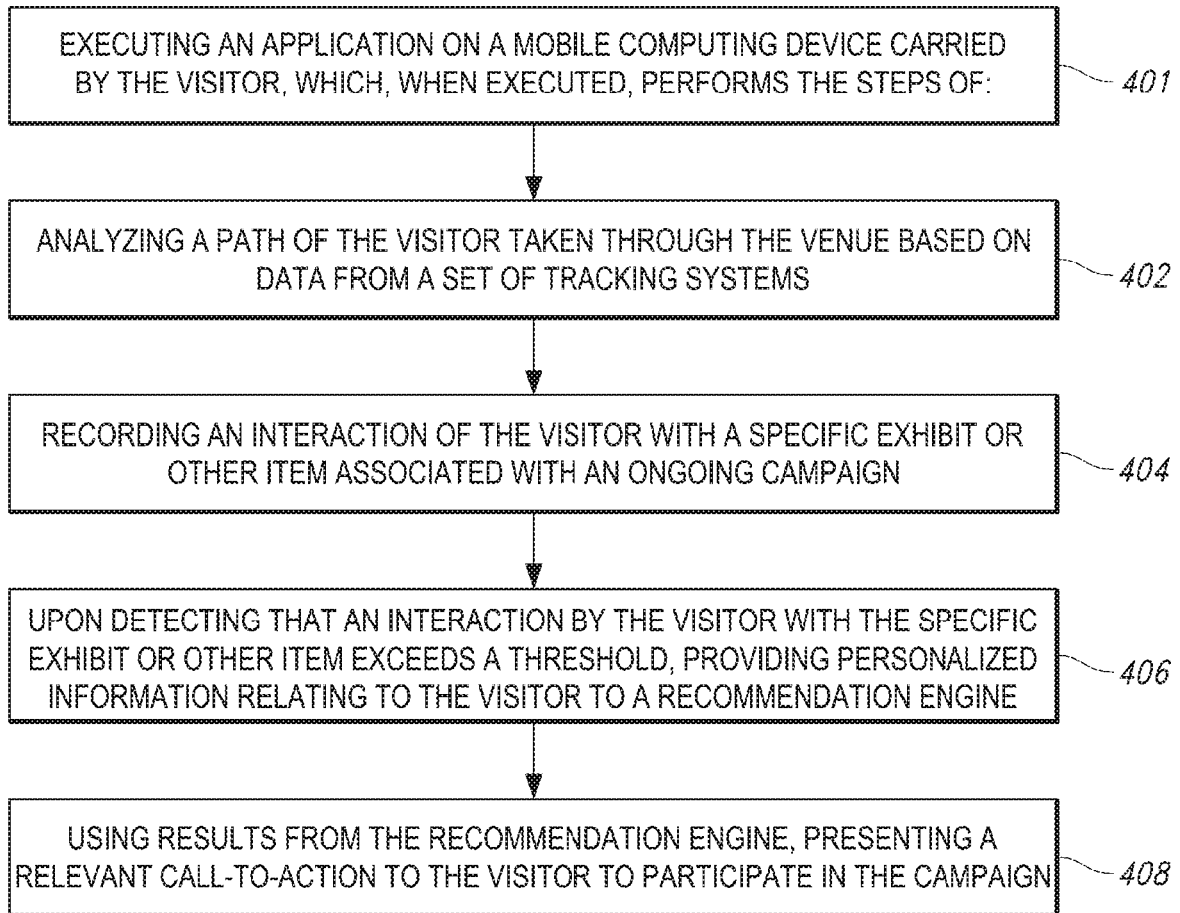 EXECUTING AN APPLICATION ON A MOBILE COMPUTING DEVICE CARRIED
BY THE VISITOR, WHICH, WHEN EXECUTED, PERFORMS THE STEPS OF:
401
ANALYZING A PATH OF THE VISITOR TAKEN THROUGH THE VENUE BASED ON
DATA FROM A SET OF TRACKING SYSTEMS
402
RECORDING AN INTERACTION OF THE VISITOR WITH A SPECIFIC EXHIBIT OR
OTHER ITEM ASSOCIATED WITH AN ONGOING CAMPAIGN
404
UPON DETECTING THAT AN INTERACTION BY THE VISITOR WITH THE SPECIFIC
EXHIBIT OR OTHER ITEM EXCEEDS A THRESHOLD, PROVIDING PERSONALIZED
INFORMATION RELATING TO THE VISITOR TO A RECOMMENDATION ENGINE
406
USING RESULTS FROM THE RECOMMENDATION ENGINE, PRESENTING A
RELEVANT CALL-TO-ACTION TO THE VISITOR TO PARTICIPATE IN THE CAMPAIGN
408